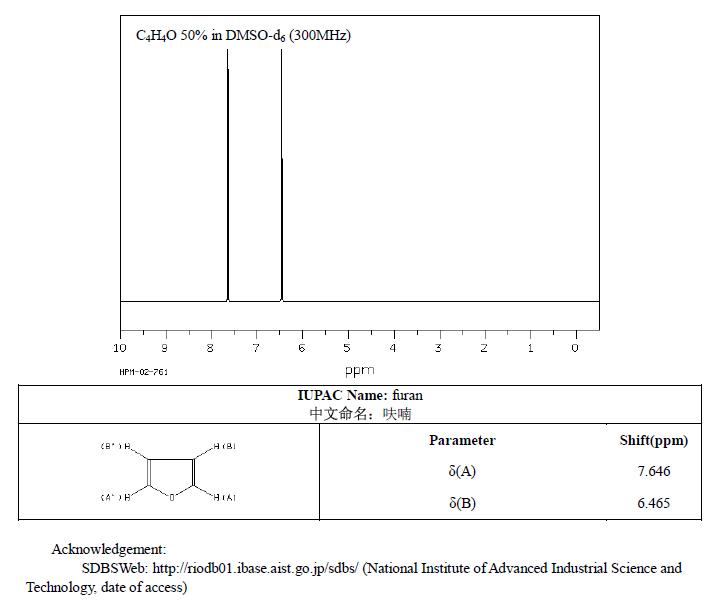 C₄H₄O 50% in DMSO-d₆ (300MHz)
10 9 8 7 6 5 4 3 2 1 0
HPM-02-761
ppm
IUPAC Name: furan
中文命名：呋喃
(B')H H(B)
(A')H O H(A)
Parameter Shift(ppm)
δ(A) 7.646
δ(B) 6.465
Acknowledgement:
SDBSWeb: http://riodb01.ibase.aist.go.jp/sdbs/ (National Institute of Advanced Industrial Science and
Technology, date of access)